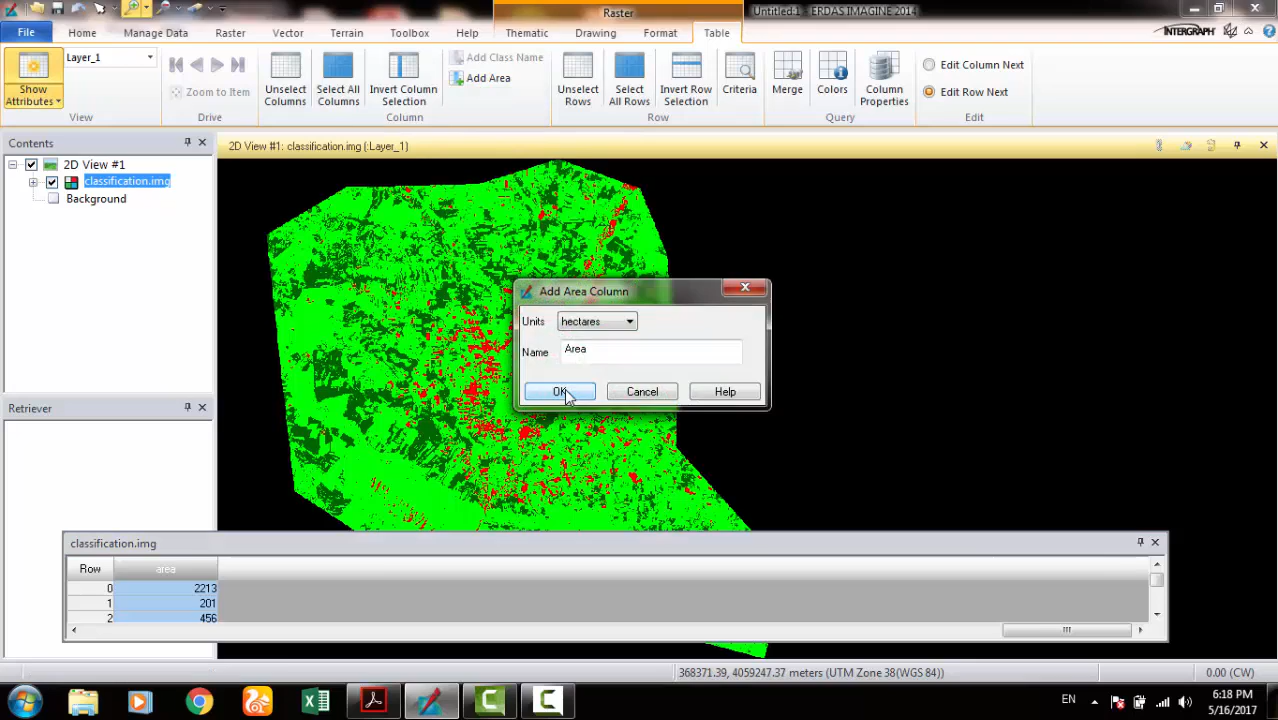 Raster
Untitled:1 - ERDAS IMAGINE 2014
File Home Manage Data Raster Vector Terrain Toolbox Help Thematic Drawing Format Table
INTERGRAPH
Show Attributes
Layer_1
Zoom to Item
Unselect Columns
Select All Columns
Invert Column Selection
Add Class Name
Add Area
Unselect Rows
Select All Rows
Invert Row Selection
Criteria
Merge
Colors
Column Properties
Edit Column Next
Edit Row Next
View Drive Column Row Query Edit
Contents
2D View #1: classification.img (:Layer_1)
2D View #1
classification.img
Background
Add Area Column
Units hectares
Name Area
OK Cancel Help
Retriever
classification.img
Row area
0 2213
1 201
2 456
368371.39, 4059247.37 meters (UTM Zone 38(WGS 84))
0.00 (CW)
EN
6:18 PM
5/16/2017